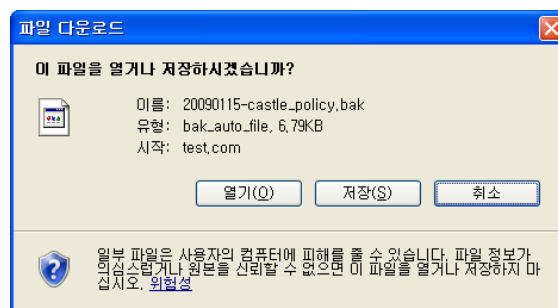 파일 다운로드
이 파일을 열거나 저장하시겠습니까?
이름: 20090115-castle_policy.bak
유형: bak_auto_file, 6.79KB
시작: test.com
열기(O) 저장(S) 취소
일부 파일은 사용자의 컴퓨터에 피해를 줄 수 있습니다. 파일 정보가
의심스럽거나 원본을 신뢰할 수 없으면 이 파일을 열거나 저장하지 마
십시오. 위험성